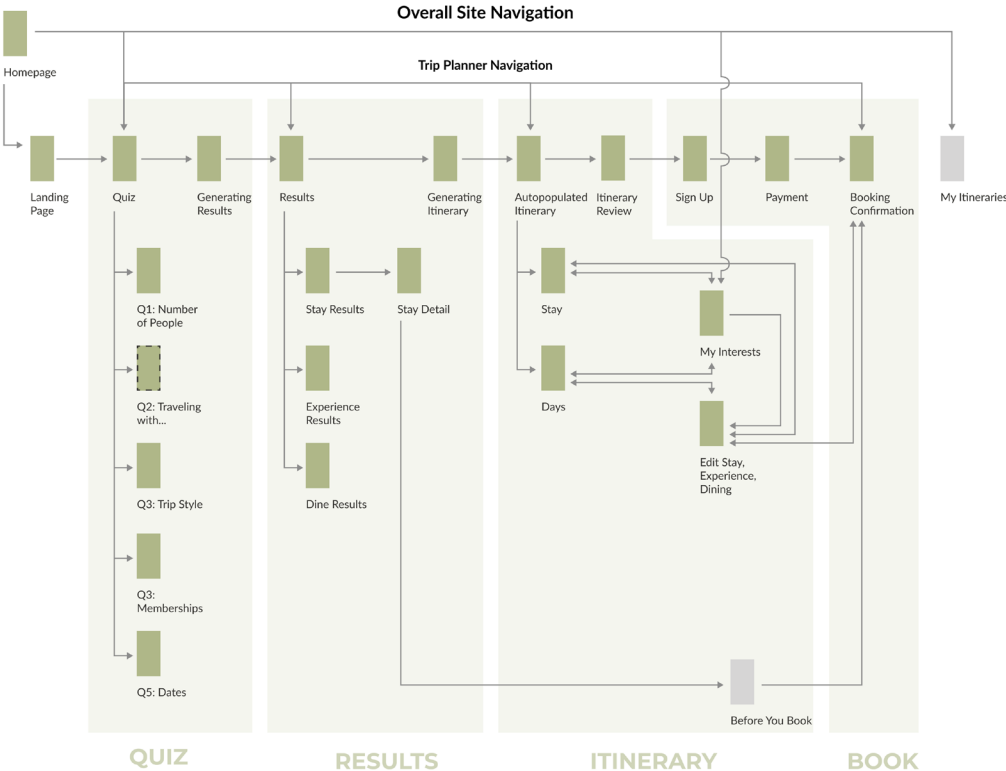 Overall Site Navigation
Homepage
Trip Planner Navigation
Landing
Page
Quiz
Generating
Results
Results
Generating
Itinerary
Autopopulated
Itinerary
Itinerary
Review
Sign Up
Payment
Booking
Confirmation
My Itineraries
Q1: Number
of People
Q2: Traveling
with...
Q3: Trip Style
Q3:
Memberships
Q5: Dates
Stay Results
Stay Detail
Experience
Results
Dine Results
Stay
Days
My Interests
Edit Stay,
Experience,
Dining
Before You Book
QUIZ
RESULTS
ITINERARY
BOOK